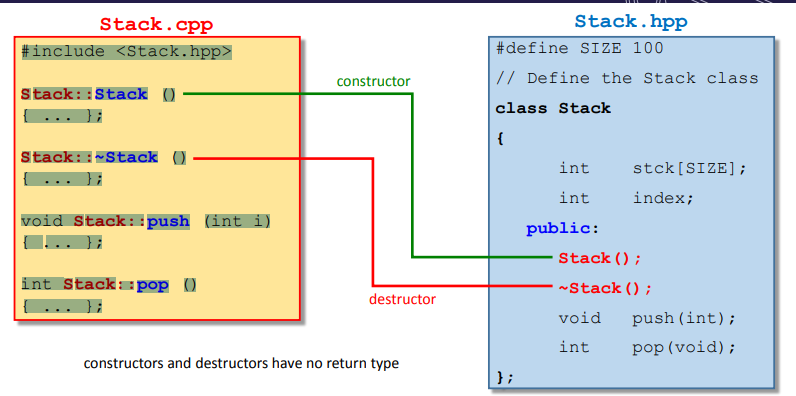 Stack.cpp
#include <Stack.hpp>
Stack::Stack ()
{ ... };
Stack::~Stack ()
{ ... };
void Stack::push (int i)
{ ... };
int Stack::pop ()
{ ... };
constructor
destructor
constructors and destructors have no return type
Stack.hpp
#define SIZE 100
// Define the Stack class
class Stack
{
int stck[SIZE];
int index;
public:
Stack();
~Stack();
void push(int);
int pop(void);
};